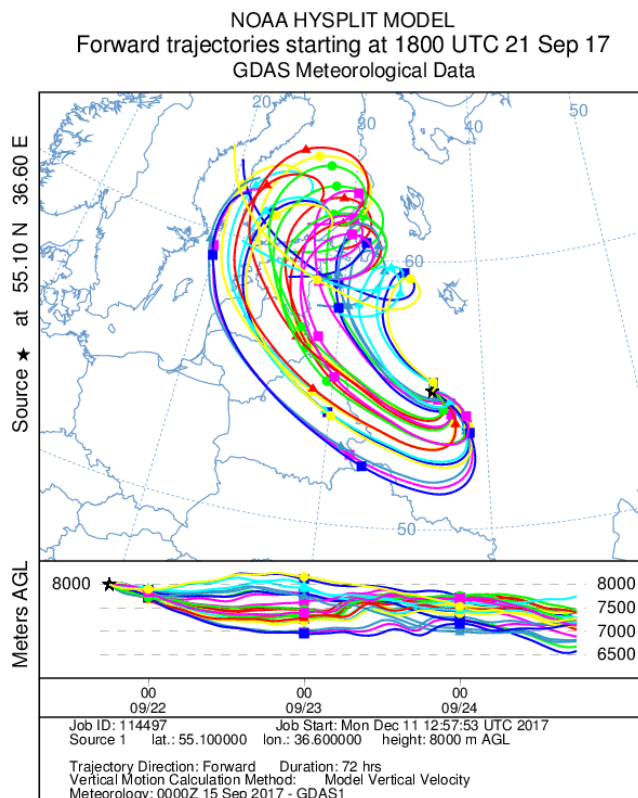 NOAA HYSPLIT MODEL
Forward trajectories starting at 1800 UTC 21 Sep 17
GDAS Meteorological Data
Source ★ at 55.10 N 36.60 E
20
30
40
50
60
50
Meters AGL
8000
8000
7500
7000
6500
00 00 00
09/22 09/23 09/24
Job ID: 114497 Job Start: Mon Dec 11 12:57:53 UTC 2017
Source 1 lat.: 55.100000 lon.: 36.600000 height: 8000 m AGL
Trajectory Direction: Forward Duration: 72 hrs
Vertical Motion Calculation Method: Model Vertical Velocity
Meteorology: 0000Z 15 Sep 2017 - GDAS1